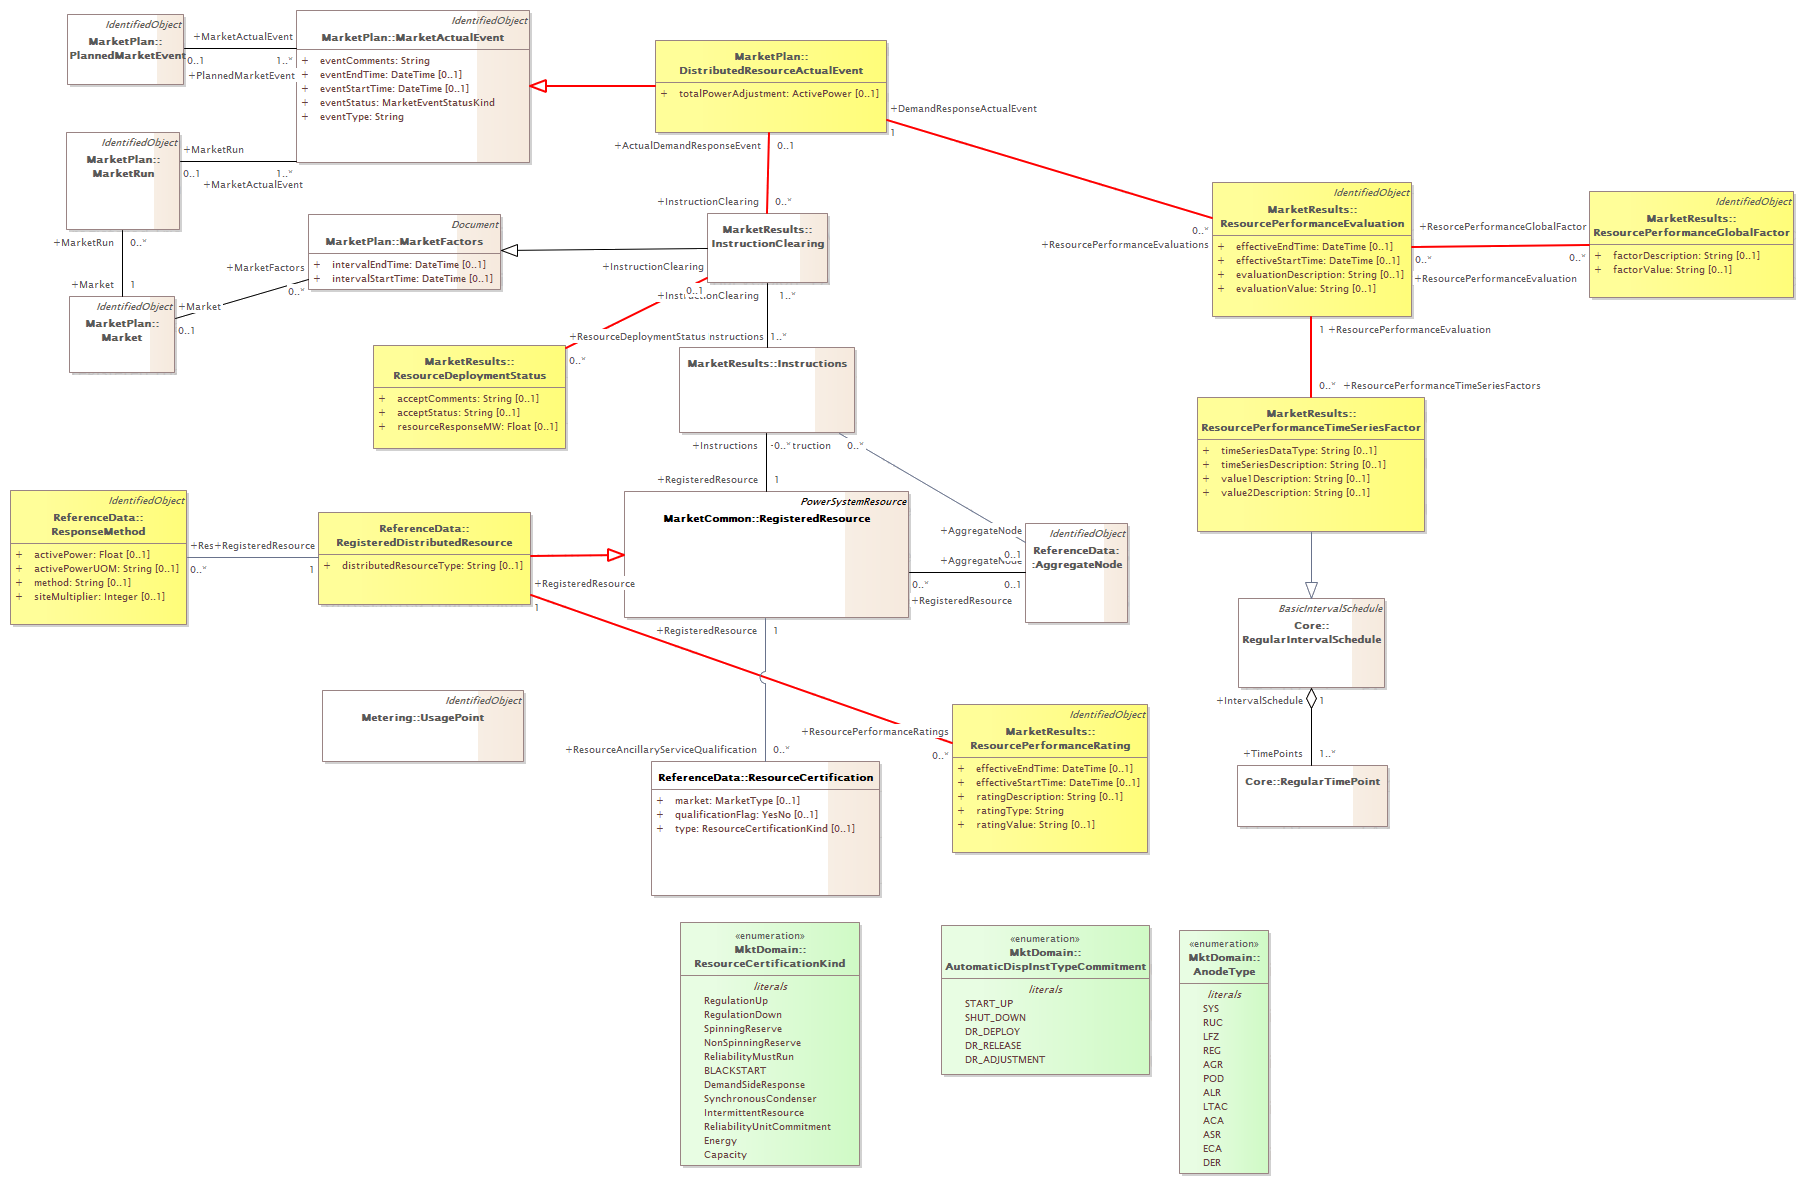 IdentifiedObject
MarketPlan::
PlannedMarketEvent
+MarketActualEvent
0..1
1..*
+PlannedMarketEvent
IdentifiedObject
MarketPlan::MarketActualEvent
+ eventComments: String
+ eventEndTime: DateTime [0..1]
+ eventStartTime: DateTime [0..1]
+ eventStatus: MarketEventStatusKind
+ eventType: String
MarketPlan::
DistributedResourceActualEvent
+ totalPowerAdjustment: ActivePower [0..1]
+DemandResponseActualEvent
1
+ActualDemandResponseEvent
0..1
IdentifiedObject
MarketPlan::
MarketRun
+MarketRun
0..1
1..*
+MarketActualEvent
+MarketRun
0..*
+Market
1
IdentifiedObject
MarketPlan::
Market
+Market
0..1
+MarketFactors
0..*
Document
MarketPlan::MarketFactors
+ intervalEndTime: DateTime [0..1]
+ intervalStartTime: DateTime [0..1]
+InstructionClearing
0..*
MarketResults::
InstructionClearing
+InstructionClearing
0..1
+InstructionClearing
1..*
+ResourceDeploymentStatus
0..*
nstructions
1..*
MarketResults::
ResourceDeploymentStatus
+ acceptComments: String [0..1]
+ acceptStatus: String [0..1]
+ resourceResponseMW: Float [0..1]
MarketResults::Instructions
+Instructions
0..*
truction
0..*
+RegisteredResource
1
IdentifiedObject
MarketResults::
ResourcePerformanceEvaluation
+ effectiveEndTime: DateTime [0..1]
+ effectiveStartTime: DateTime [0..1]
+ evaluationDescription: String [0..1]
+ evaluationValue: String [0..1]
0..*
+ResourcePerformanceEvaluations
+ResorcePerformanceGlobalFactor
0..*
0..*
+ResourcePerformanceEvaluation
IdentifiedObject
MarketResults::
ResourcePerformanceGlobalFactor
+ factorDescription: String [0..1]
+ factorValue: String [0..1]
1 +ResourcePerformanceEvaluation
0..* +ResourcePerformanceTimeSeriesFactors
MarketResults::
ResourcePerformanceTimeSeriesFactor
+ timeSeriesDataType: String [0..1]
+ timeSeriesDescription: String [0..1]
+ value1Description: String [0..1]
+ value2Description: String [0..1]
IdentifiedObject
ReferenceData::
ResponseMethod
+ activePower: Float [0..1]
+ activePowerUOM: String [0..1]
+ method: String [0..1]
+ siteMultiplier: Integer [0..1]
+Res+RegisteredResource
0..*
1
ReferenceData::
RegisteredDistributedResource
+ distributedResourceType: String [0..1]
+RegisteredResource
1
PowerSystemResource
MarketCommon::RegisteredResource
+AggregateNode
0..1
+AggregateNode
0..*
0..1
+RegisteredResource
IdentifiedObject
ReferenceData:
:AggregateNode
+RegisteredResource
1
+ResourceAncillaryServiceQualification
0..*
IdentifiedObject
Metering::UsagePoint
ReferenceData::ResourceCertification
+ market: MarketType [0..1]
+ qualificationFlag: YesNo [0..1]
+ type: ResourceCertificationKind [0..1]
+ResourcePerformanceRatings
0..*
IdentifiedObject
MarketResults::
ResourcePerformanceRating
+ effectiveEndTime: DateTime [0..1]
+ effectiveStartTime: DateTime [0..1]
+ ratingDescription: String [0..1]
+ ratingType: String
+ ratingValue: String [0..1]
BasicIntervalSchedule
Core::
RegularIntervalSchedule
+IntervalSchedule
1
+TimePoints
1..*
Core::RegularTimePoint
«enumeration»
MktDomain::
ResourceCertificationKind
literals
RegulationUp
RegulationDown
SpinningReserve
NonSpinningReserve
ReliabilityMustRun
BLACKSTART
DemandSideResponse
SynchronousCondenser
IntermittentResource
ReliabilityUnitCommitment
Energy
Capacity
«enumeration»
MktDomain::
AutomaticDispInstTypeCommitment
literals
START_UP
SHUT_DOWN
DR_DEPLOY
DR_RELEASE
DR_ADJUSTMENT
«enumeration»
MktDomain::
AnodeType
literals
SYS
RUC
LFZ
REG
AGR
POD
ALR
LTAC
ACA
ASR
ECA
DER